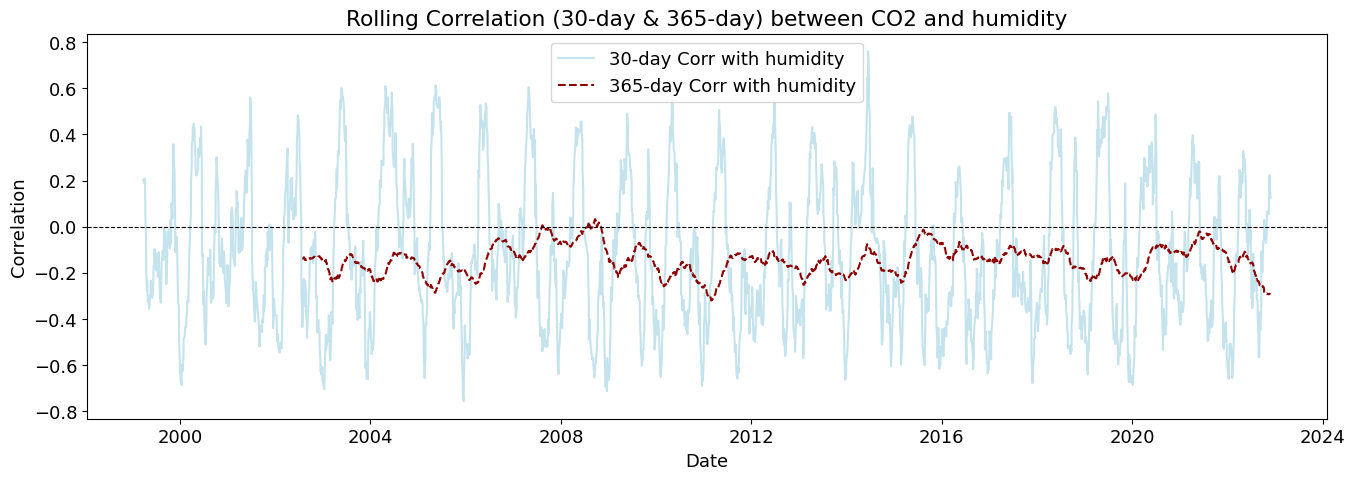 Rolling Correlation (30-day & 365-day) between CO2 and humidity
30-day Corr with humidity
365-day Corr with humidity
Correlation
0.8
0.6
0.4
0.2
0.0
−0.2
−0.4
−0.6
−0.8
2000 2004 2008 2012 2016 2020 2024
Date